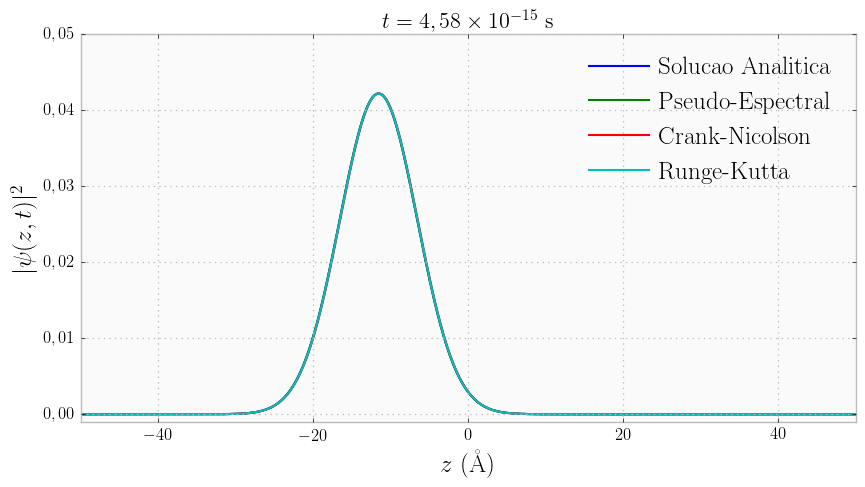 t = 4,58 × 10⁻¹⁵ s
0,05
0,04
0,03
0,02
0,01
0,00
|ψ(z, t)|²
Solucao Analitica
Pseudo-Espectral
Crank-Nicolson
Runge-Kutta
−40 −20 0 20 40
z (Å)